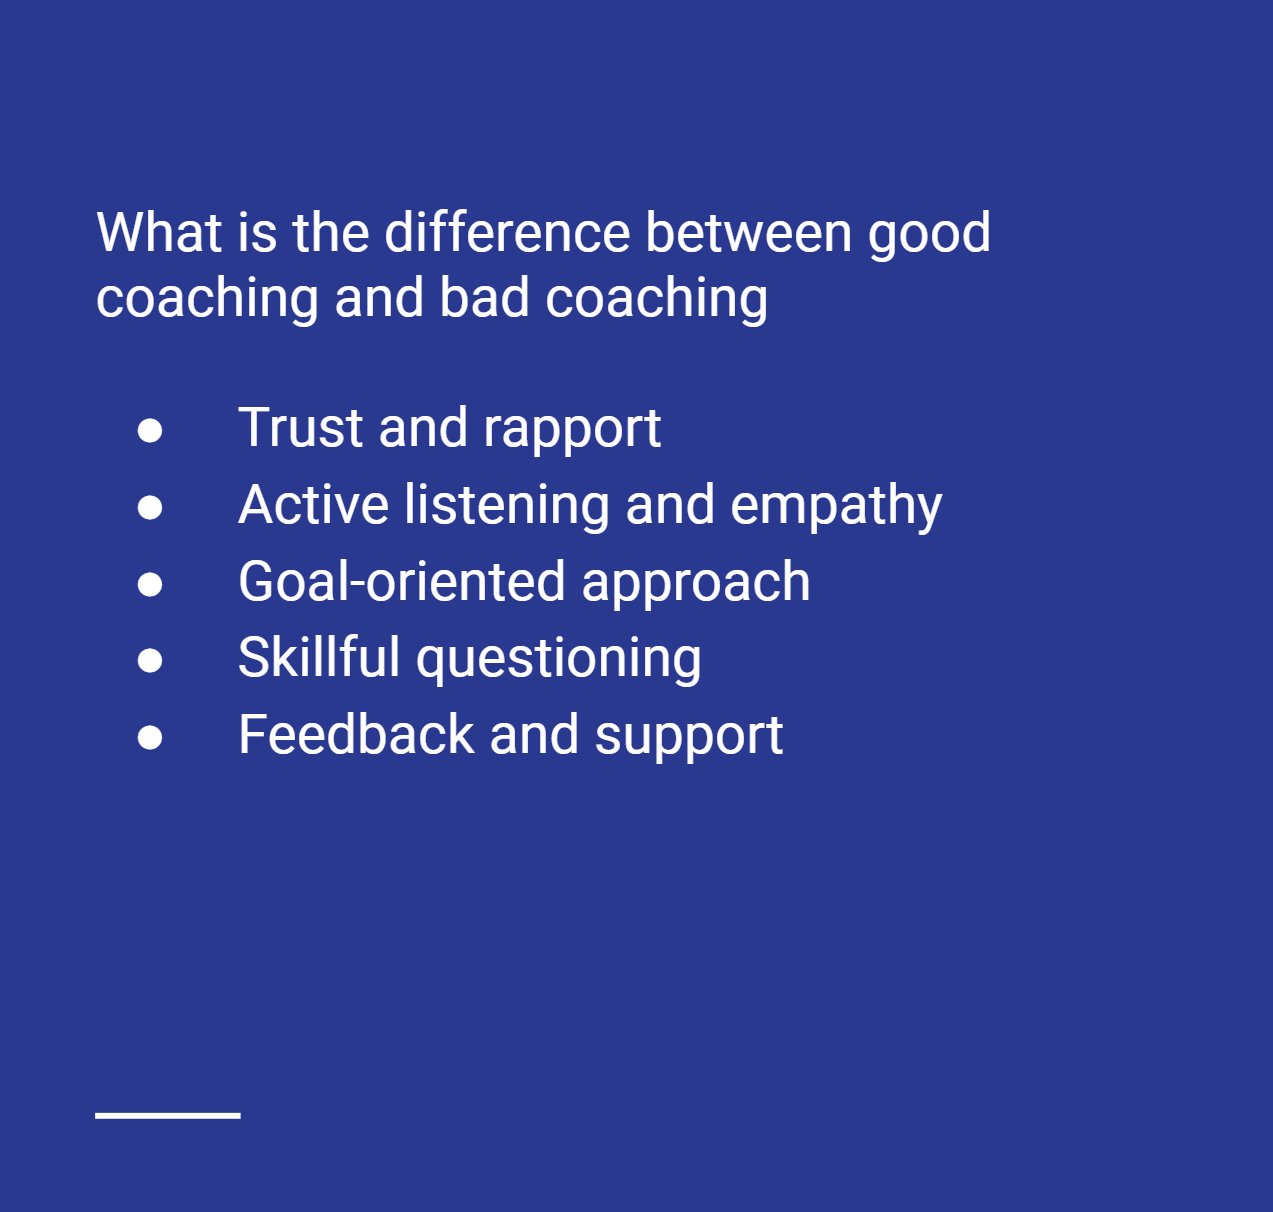 What is the difference between good
coaching and bad coaching
● Trust and rapport
● Active listening and empathy
● Goal-oriented approach
● Skillful questioning
● Feedback and support